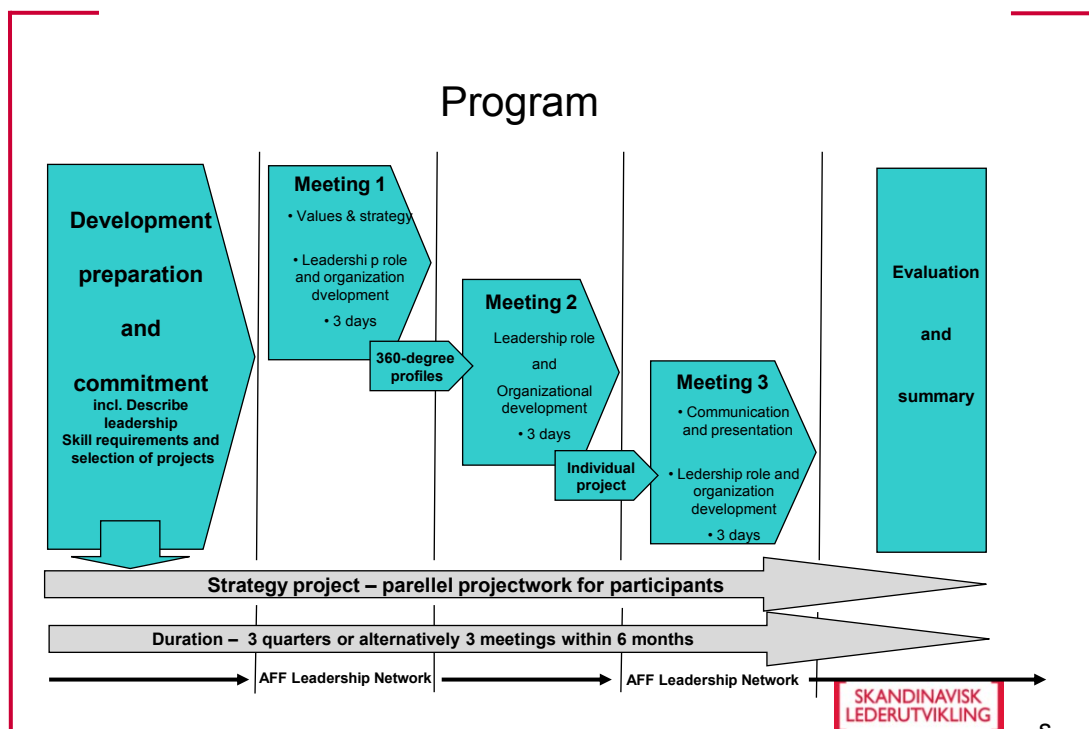 Program
Development
preparation
and
commitment
incl. Describe
leadership
Skill requirements and
selection of projects
Meeting 1
• Values & strategy
• Leadershi p role
and organization
dvelopment
• 3 days
360-degree
profiles
Meeting 2
Leadership role
and
Organizational
development
• 3 days
Individual
project
Meeting 3
• Communication
and presentation
• Ledership role and
organization
development
• 3 days
Evaluation
and
summary
Strategy project – parellel projectwork for participants
Duration – 3 quarters or alternatively 3 meetings within 6 months
AFF Leadership Network
AFF Leadership Network
SKANDINAVISK
LEDERUTVIKLING